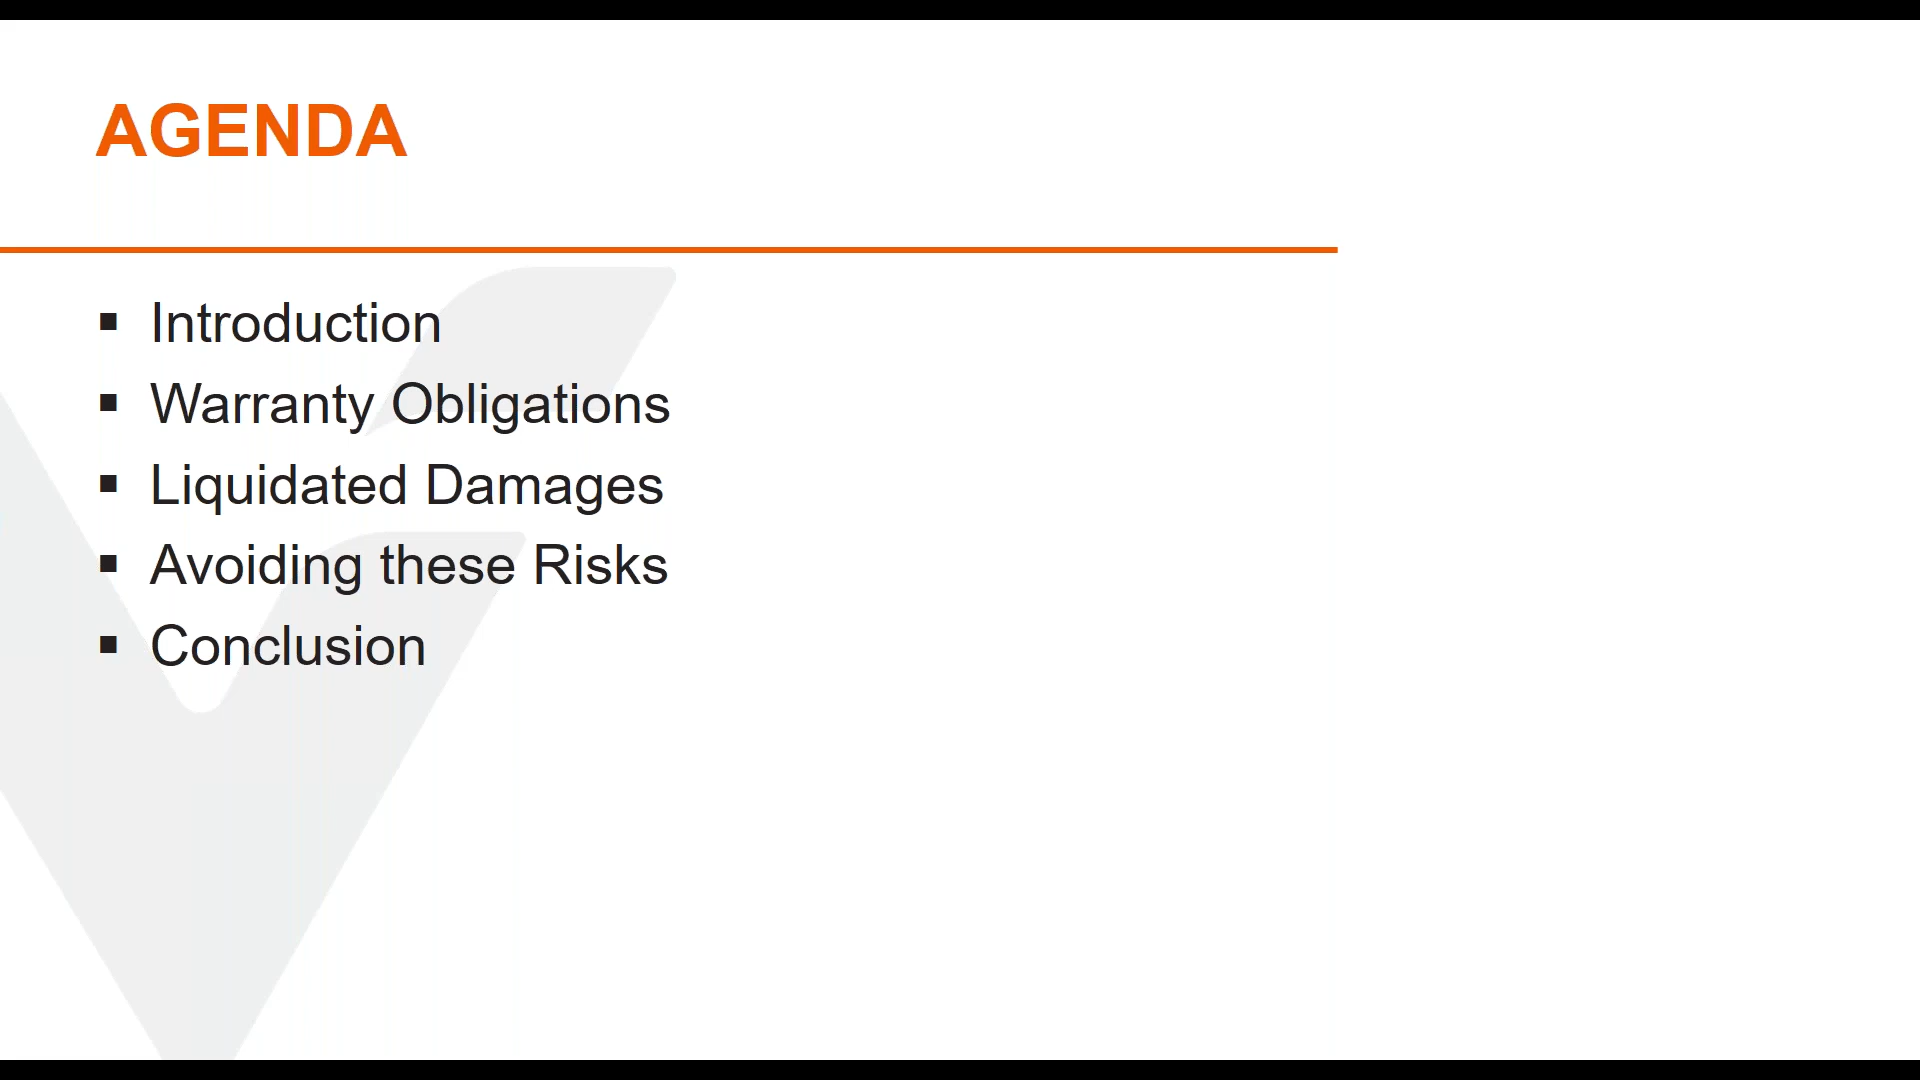 AGENDA
▪ Introduction
▪ Warranty Obligations
▪ Liquidated Damages
▪ Avoiding these Risks
▪ Conclusion